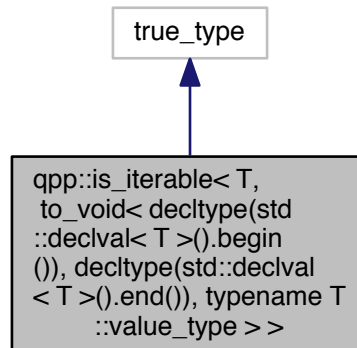 true_type
qpp::is_iterable< T,
to_void< decltype(std
::declval< T >().begin
()), decltype(std::declval
< T >().end()), typename T
::value_type > >